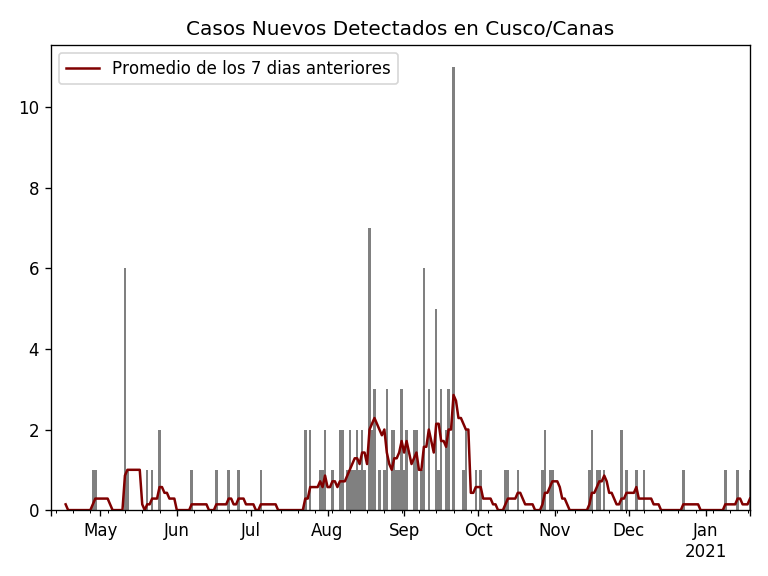 Casos Nuevos Detectados en Cusco/Canas
Promedio de los 7 dias anteriores
10
8
6
4
2
0
May Jun Jul Aug Sep Oct Nov Dec Jan
2021